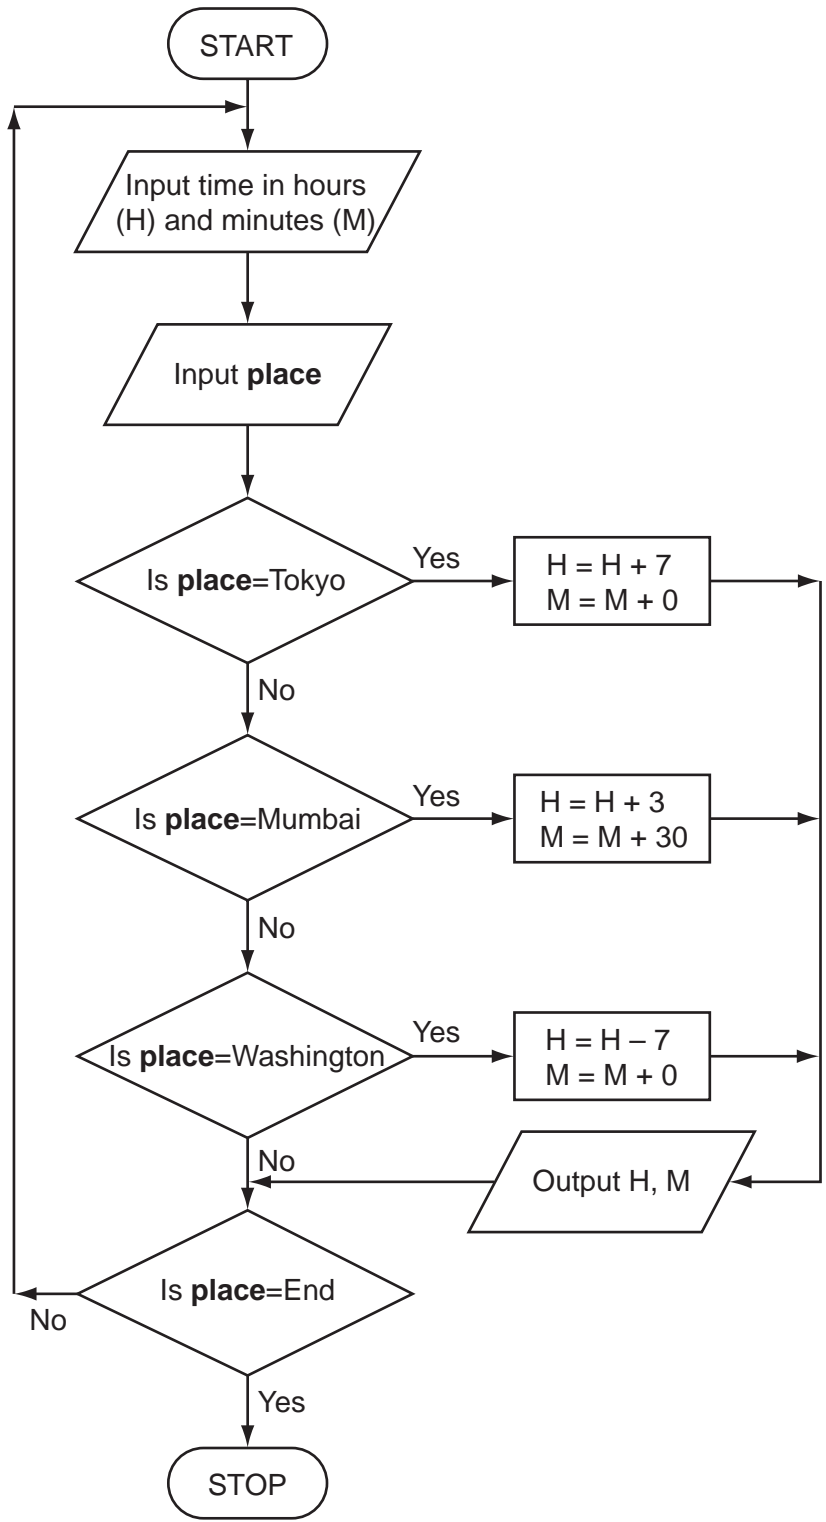 START
Input time in hours
(H) and minutes (M)
Input place
Is place=Tokyo
Yes
H = H + 7
M = M + 0
No
Is place=Mumbai
Yes
H = H + 3
M = M + 30
No
Is place=Washington
Yes
H = H – 7
M = M + 0
No
Output H, M
Is place=End
No
Yes
STOP